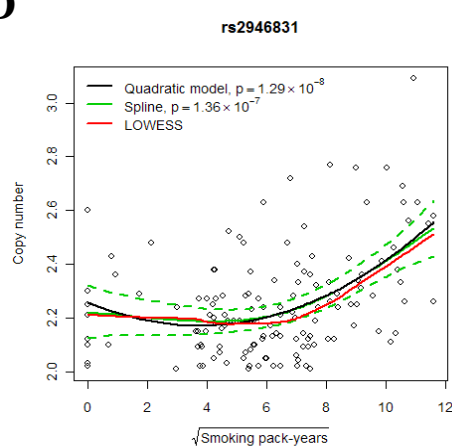 rs2946831
Quadratic model, p = 1.29 × 10⁻⁸
Spline, p = 1.36 × 10⁻⁷
LOWESS
Copy number
3.0
2.8
2.6
2.4
2.2
2.0
0 2 4 6 8 10 12
√Smoking pack-years